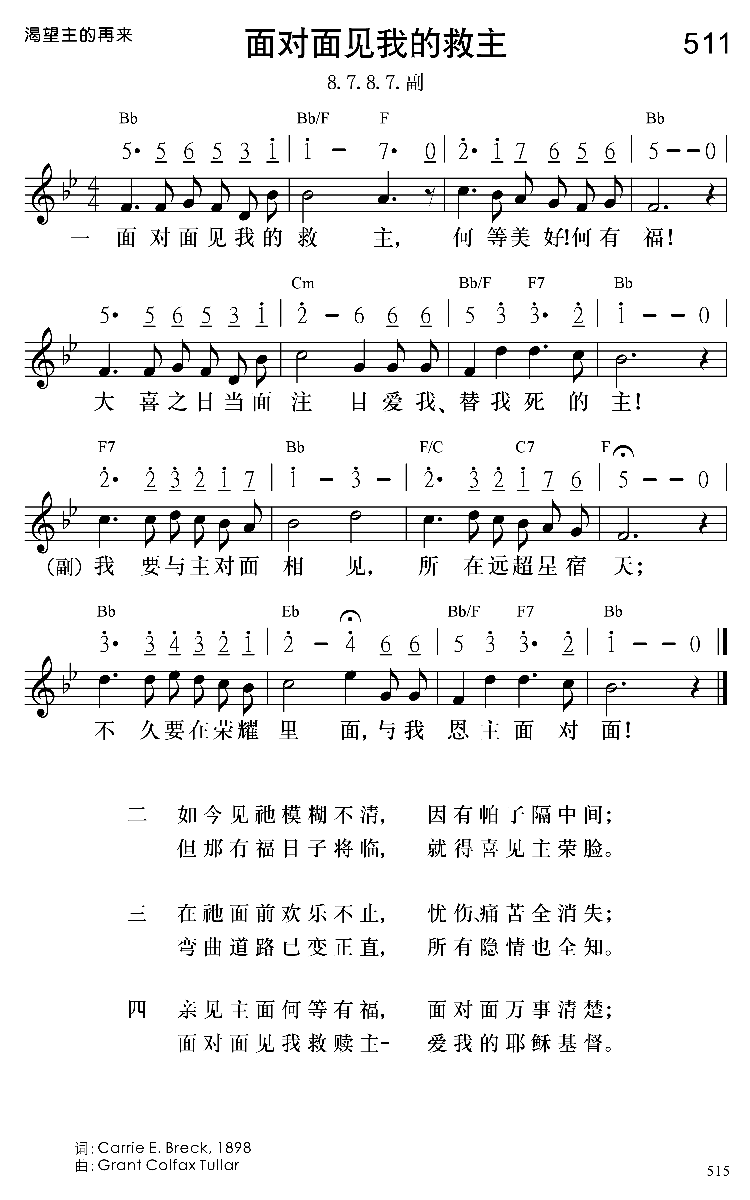 渴望主的再来
面对面见我的救主
511
8.7.8.7.副
Bb Bb/F F Bb
5· 5 6 5 3 1 | 1 - 7· 0 | 2· 1 7 6 5 6 | 5 - - 0 |
一 面对面见我的救 主, 何等美好!何有福!
Cm Bb/F F7 Bb
5· 5 6 5 3 1 | 2 - 6 6 6 | 5 3 3· 2 | 1 - - 0 |
大喜之日当面注目爱我、替我死的主!
F7 Bb F/C C7 F
2· 2 3 2 1 7 | 1 - 3 - | 2· 3 2 1 7 6 | 5 - - 0 |
(副)我 要与主对面相 见, 所在远超星宿天;
Bb Eb Bb/F F7 Bb
3· 3 4 3 2 1 | 2 - 4 6 6 | 5 3 3· 2 | 1 - - 0 ‖
不 久要在荣耀里 面,与我恩主面对面!
二 如今见祂模糊不清, 因有帕子隔中间;
但那有福日子将临, 就得喜见主荣脸。
三 在祂面前欢乐不止, 忧伤、痛苦全消失;
弯曲道路已变正直, 所有隐情也全知。
四 亲见主面何等有福, 面对面万事清楚;
面对面见我救赎主- 爱我的耶稣基督。
词: Carrie E. Breck, 1898
曲: Grant Colfax Tullar
515